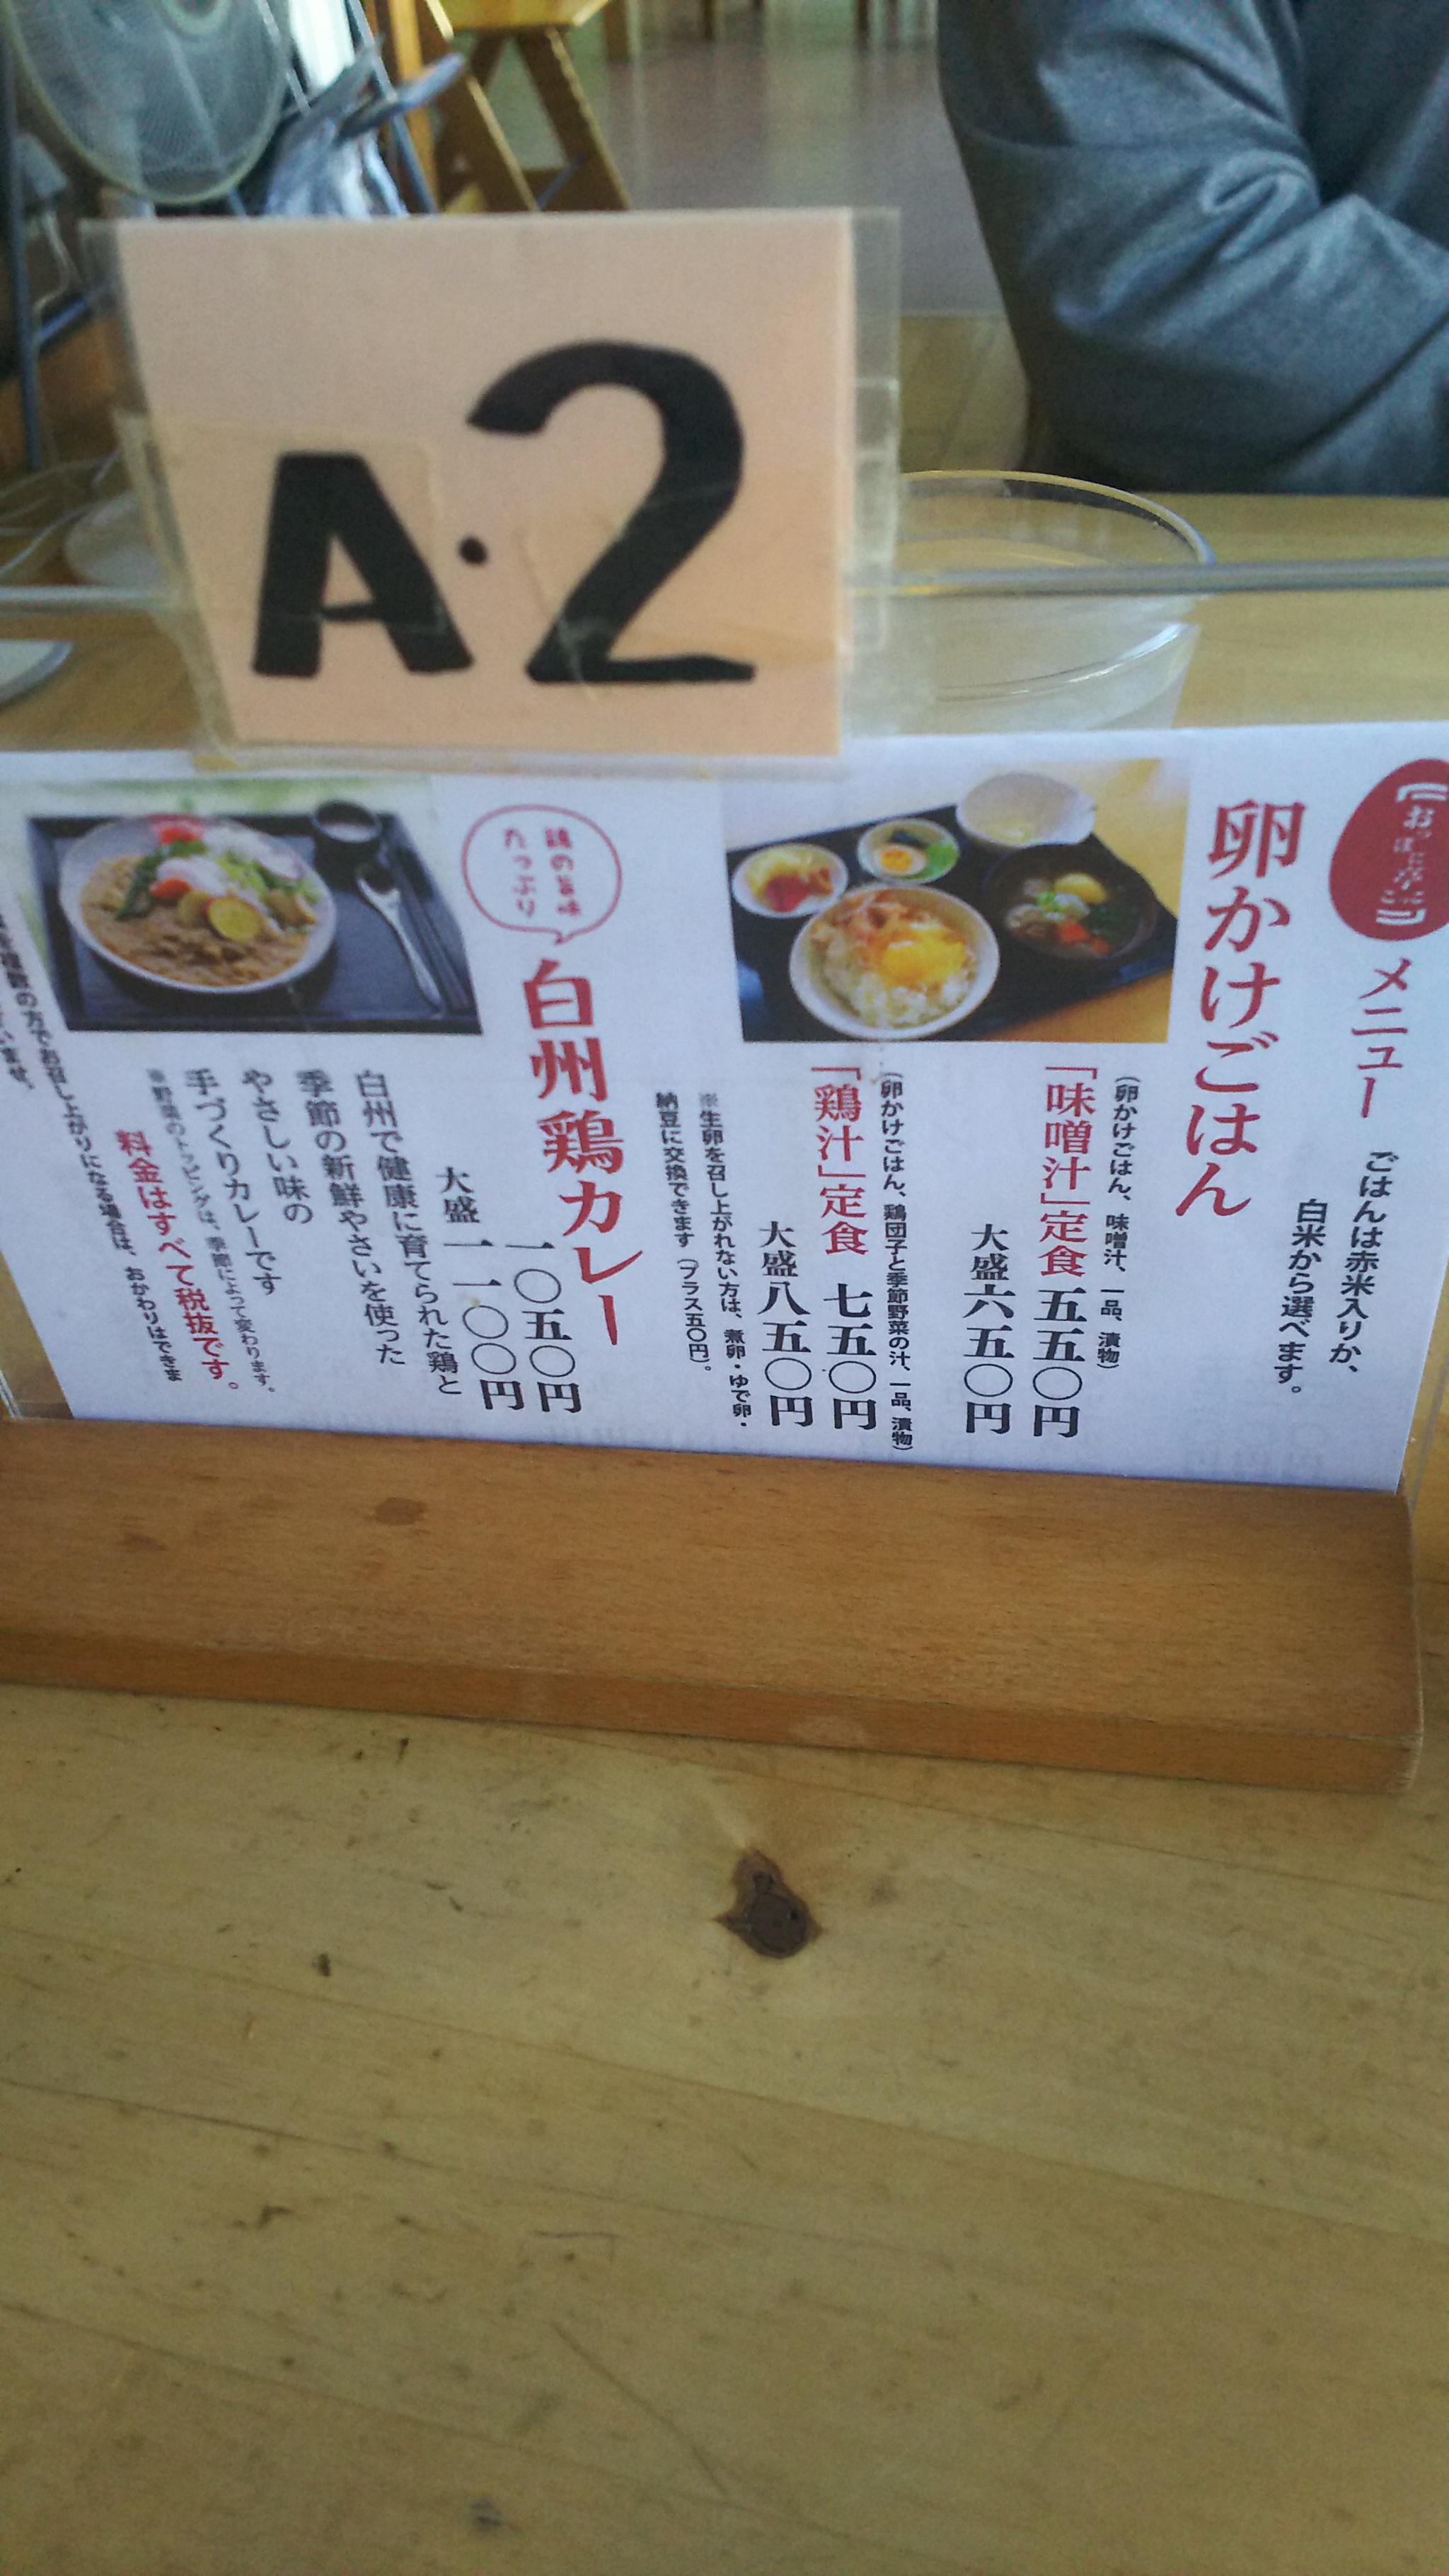 A・2
メニュー
ごはんは赤米入りか、
白米から選べます。
卵かけごはん
(卵かけごはん、味噌汁、一品、漬物)
「味噌汁」定食 五五〇円
大盛 六五〇円
(卵かけごはん、鶏団子と季節野菜の汁、一品、漬物)
「鶏汁」定食 七五〇円
大盛 八五〇円
※生卵を召し上がれない方は、煮卵・ゆで卵・
納豆に交換できます(プラス五〇円)。
鶏の旨味
たっぷり
白州鶏カレー
一〇五〇円
大盛 一一〇〇円
白州で健康に育てられた鶏と
季節の新鮮やさいを使った
やさしい味の
手づくりカレーです
※野菜のトッピングは、季節によって変わります。
料金はすべて税抜です。
複数の方でお召し上がりになる場合は、おかわりはできま
いませ。